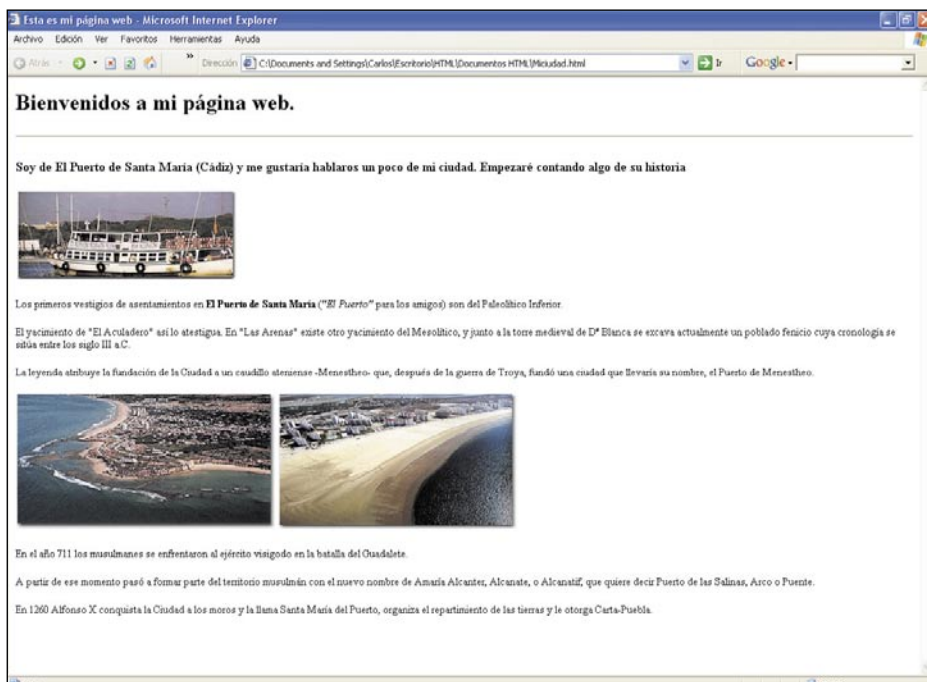 Esta es mi página web - Microsoft Internet Explorer
Archivo Edición Ver Favoritos Herramientas Ayuda
Atrás » Dirección C:\Documents and Settings\Carlos\Escritorio\HTML\Documentos HTML\Miciudad.html Ir Google
Bienvenidos a mi página web.
Soy de El Puerto de Santa María (Cádiz) y me gustaría hablaros un poco de mi ciudad. Empezaré contando algo de su historia
Los primeros vestigios de asentamientos en El Puerto de Santa María ("El Puerto" para los amigos) son del Paleolítico Inferior.
El yacimiento de "El Aculadero" así lo atestigua. En "Las Arenas" existe otro yacimiento del Mesolítico, y junto a la torre medieval de Dª Blanca se excava actualmente un poblado fenicio cuya cronología se
sitúa entre los siglo III a.C.
La leyenda atribuye la fundación de la Ciudad a un caudillo ateniense -Menestheo- que, después de la guerra de Troya, fundó una ciudad que llevaría su nombre, el Puerto de Menestheo.
En el año 711 los musulmanes se enfrentaron al ejército visigodo en la batalla del Guadalete.
A partir de ese momento pasó a formar parte del territorio musulmán con el nuevo nombre de Amaría Alcanter, Alcanate, o Alcanatif, que quiere decir Puerto de las Salinas, Arco o Puente.
En 1260 Alfonso X conquista la Ciudad a los moros y la llama Santa María del Puerto, organiza el repartimiento de las tierras y le otorga Carta-Puebla.